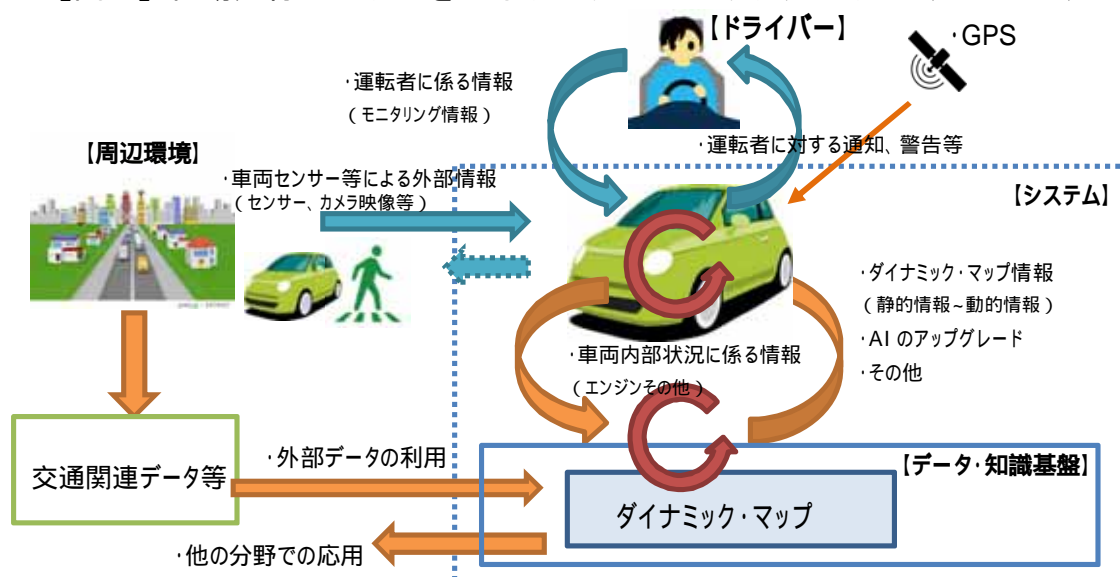 【ドライバー】
・GPS
・運転者に係る情報
（モニタリング情報）
・運転者に対する通知、警告等
【周辺環境】
・車両センサー等による外部情報
（センサー、カメラ映像等）
【システム】
・ダイナミック・マップ情報
（静的情報~動的情報）
・AI のアップグレード
・その他
・車両内部状況に係る情報
（エンジンその他）
交通関連データ等
・外部データの利用
【データ・知識基盤】
ダイナミック・マップ
・他の分野での応用